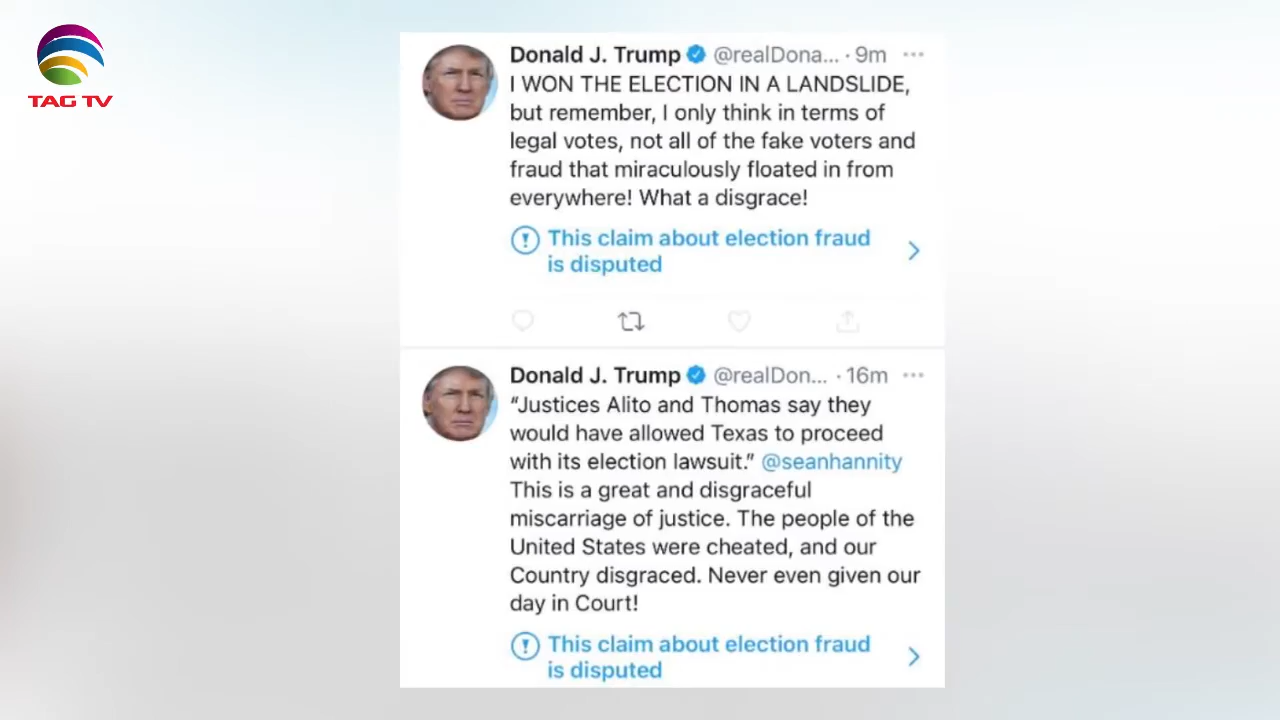 TAG TV
Donald J. Trump @realDona... · 9m
I WON THE ELECTION IN A LANDSLIDE,
but remember, I only think in terms of
legal votes, not all of the fake voters and
fraud that miraculously floated in from
everywhere! What a disgrace!
This claim about election fraud
is disputed
Donald J. Trump @realDon... · 16m
“Justices Alito and Thomas say they
would have allowed Texas to proceed
with its election lawsuit.” @seanhannity
This is a great and disgraceful
miscarriage of justice. The people of the
United States were cheated, and our
Country disgraced. Never even given our
day in Court!
This claim about election fraud
is disputed